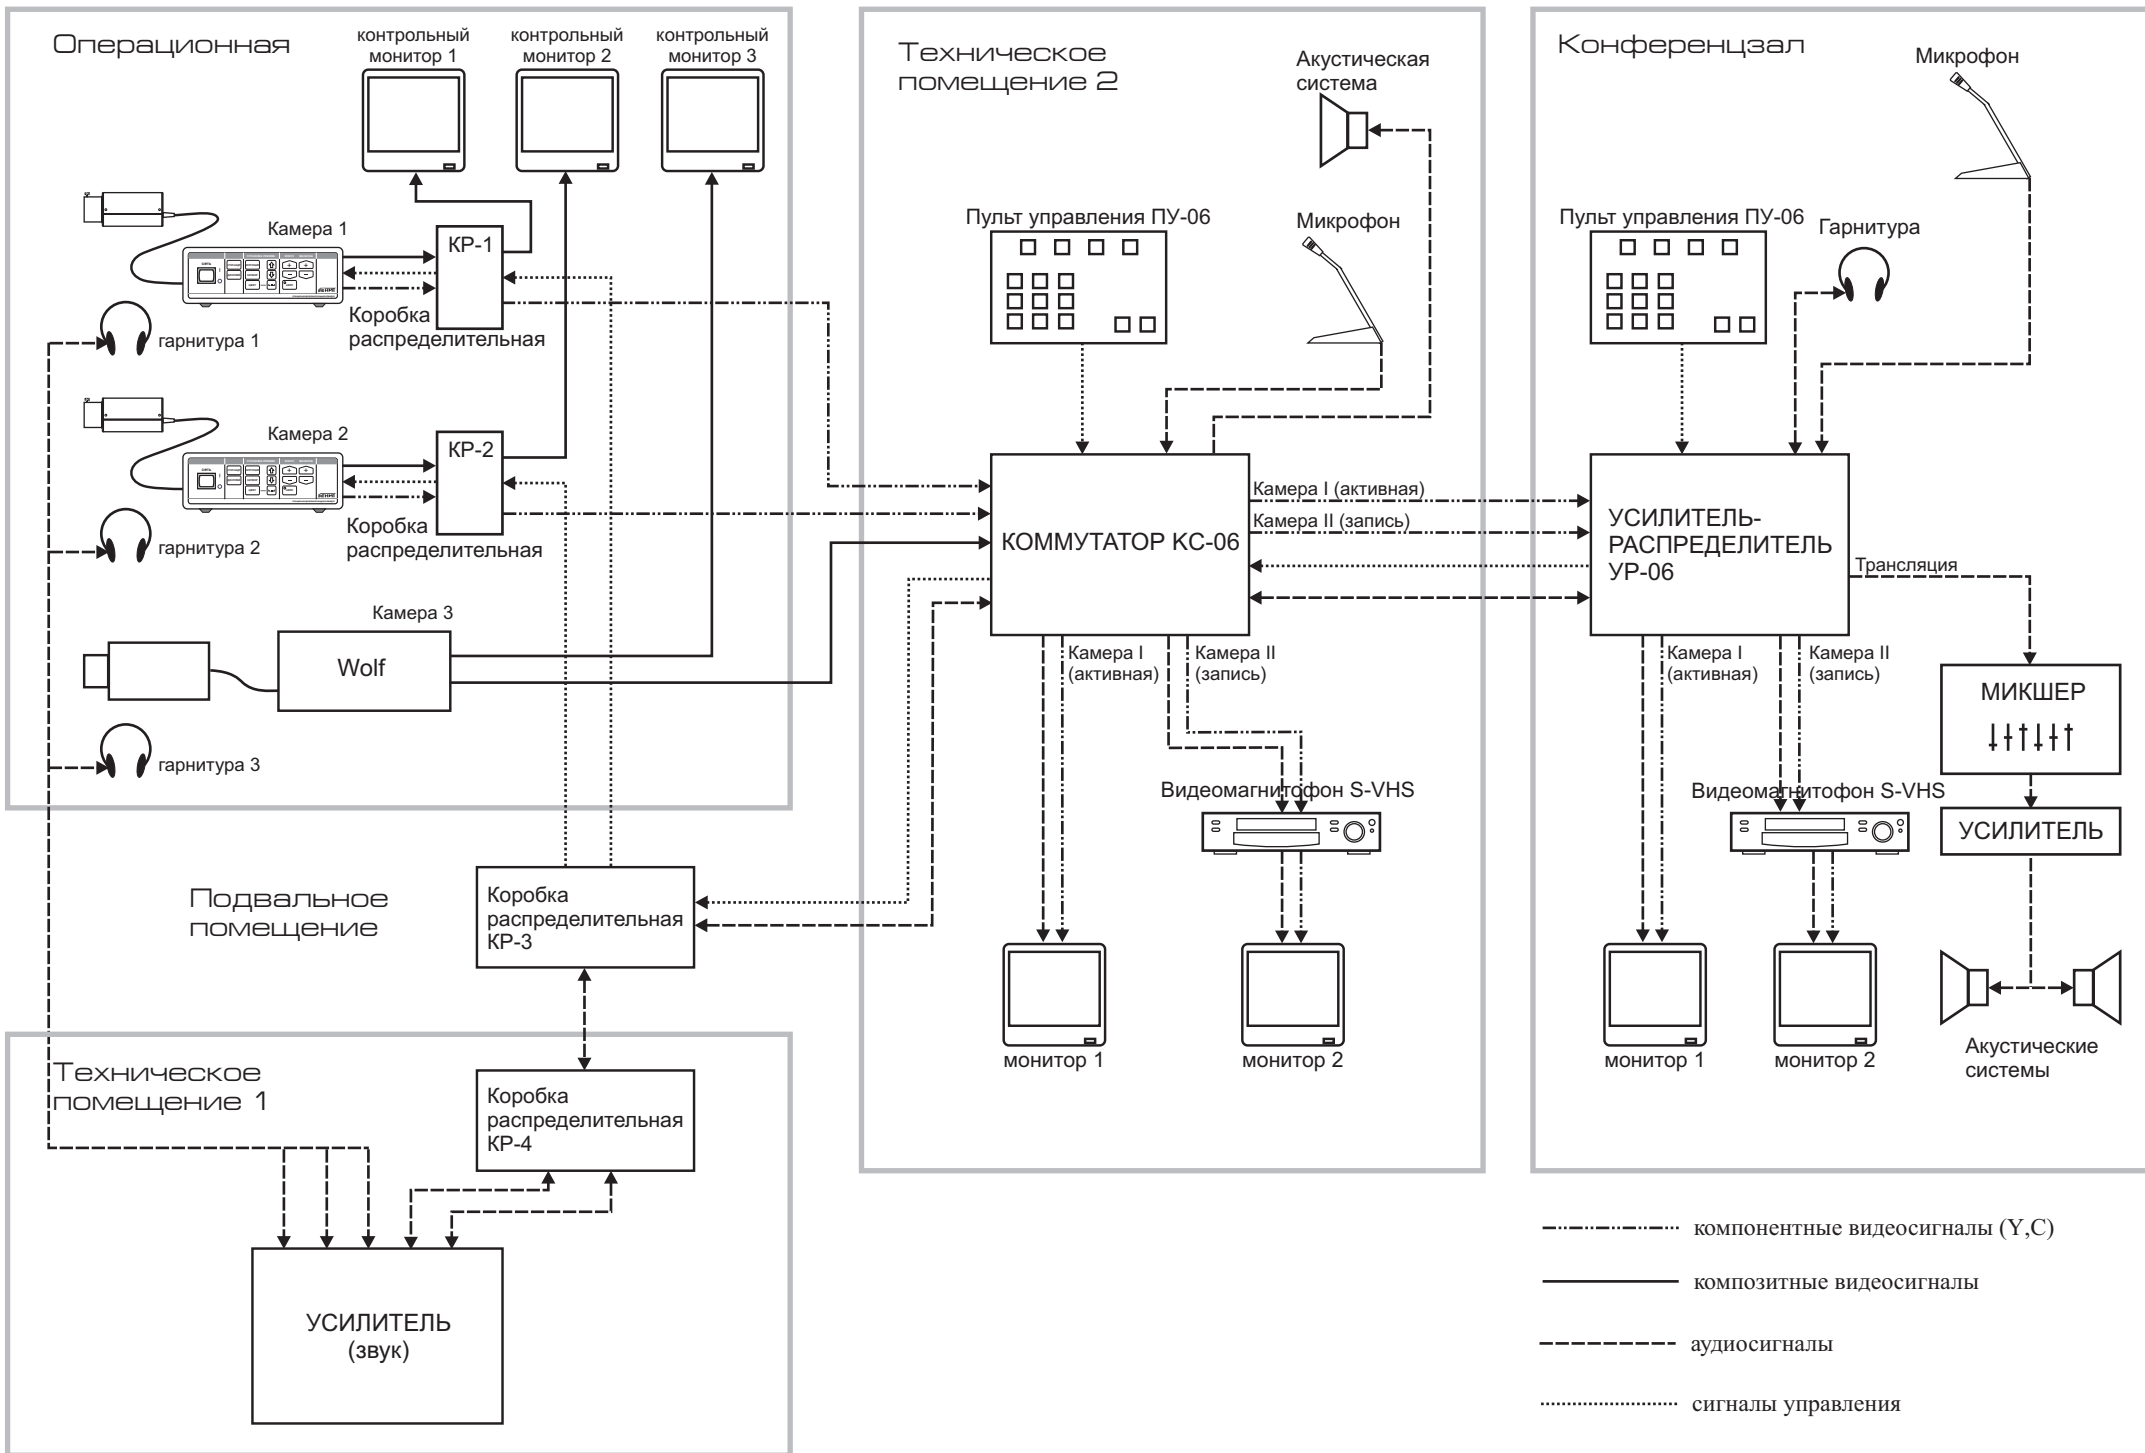 Операционная
контрольный
монитор 1
контрольный
монитор 2
контрольный
монитор 3
Камера 1
КР-1
Коробка
распределительная
гарнитура 1
Камера 2
КР-2
Коробка
распределительная
гарнитура 2
Камера 3
Wolf
гарнитура 3
Подвальное
помещение
Коробка
распределительная
КР-3
Техническое
помещение 1
Коробка
распределительная
КР-4
УСИЛИТЕЛЬ
(звук)
Техническое
помещение 2
Акустическая
система
Пульт управления ПУ-06
Микрофон
КОММУТАТОР КС-06
Камера I (активная)
Камера II (запись)
Камера I
(активная)
Камера II
(запись)
Видеомагнитофон S-VHS
монитор 1
монитор 2
Конференцзал
Микрофон
Пульт управления ПУ-06
Гарнитура
УСИЛИТЕЛЬ-
РАСПРЕДЕЛИТЕЛЬ
УР-06
Трансляция
Камера I
(активная)
Камера II
(запись)
МИКШЕР
Видеомагнитофон S-VHS
УСИЛИТЕЛЬ
монитор 1
монитор 2
Акустические
системы
компонентные видеосигналы (Y,C)
композитные видеосигналы
аудиосигналы
сигналы управления